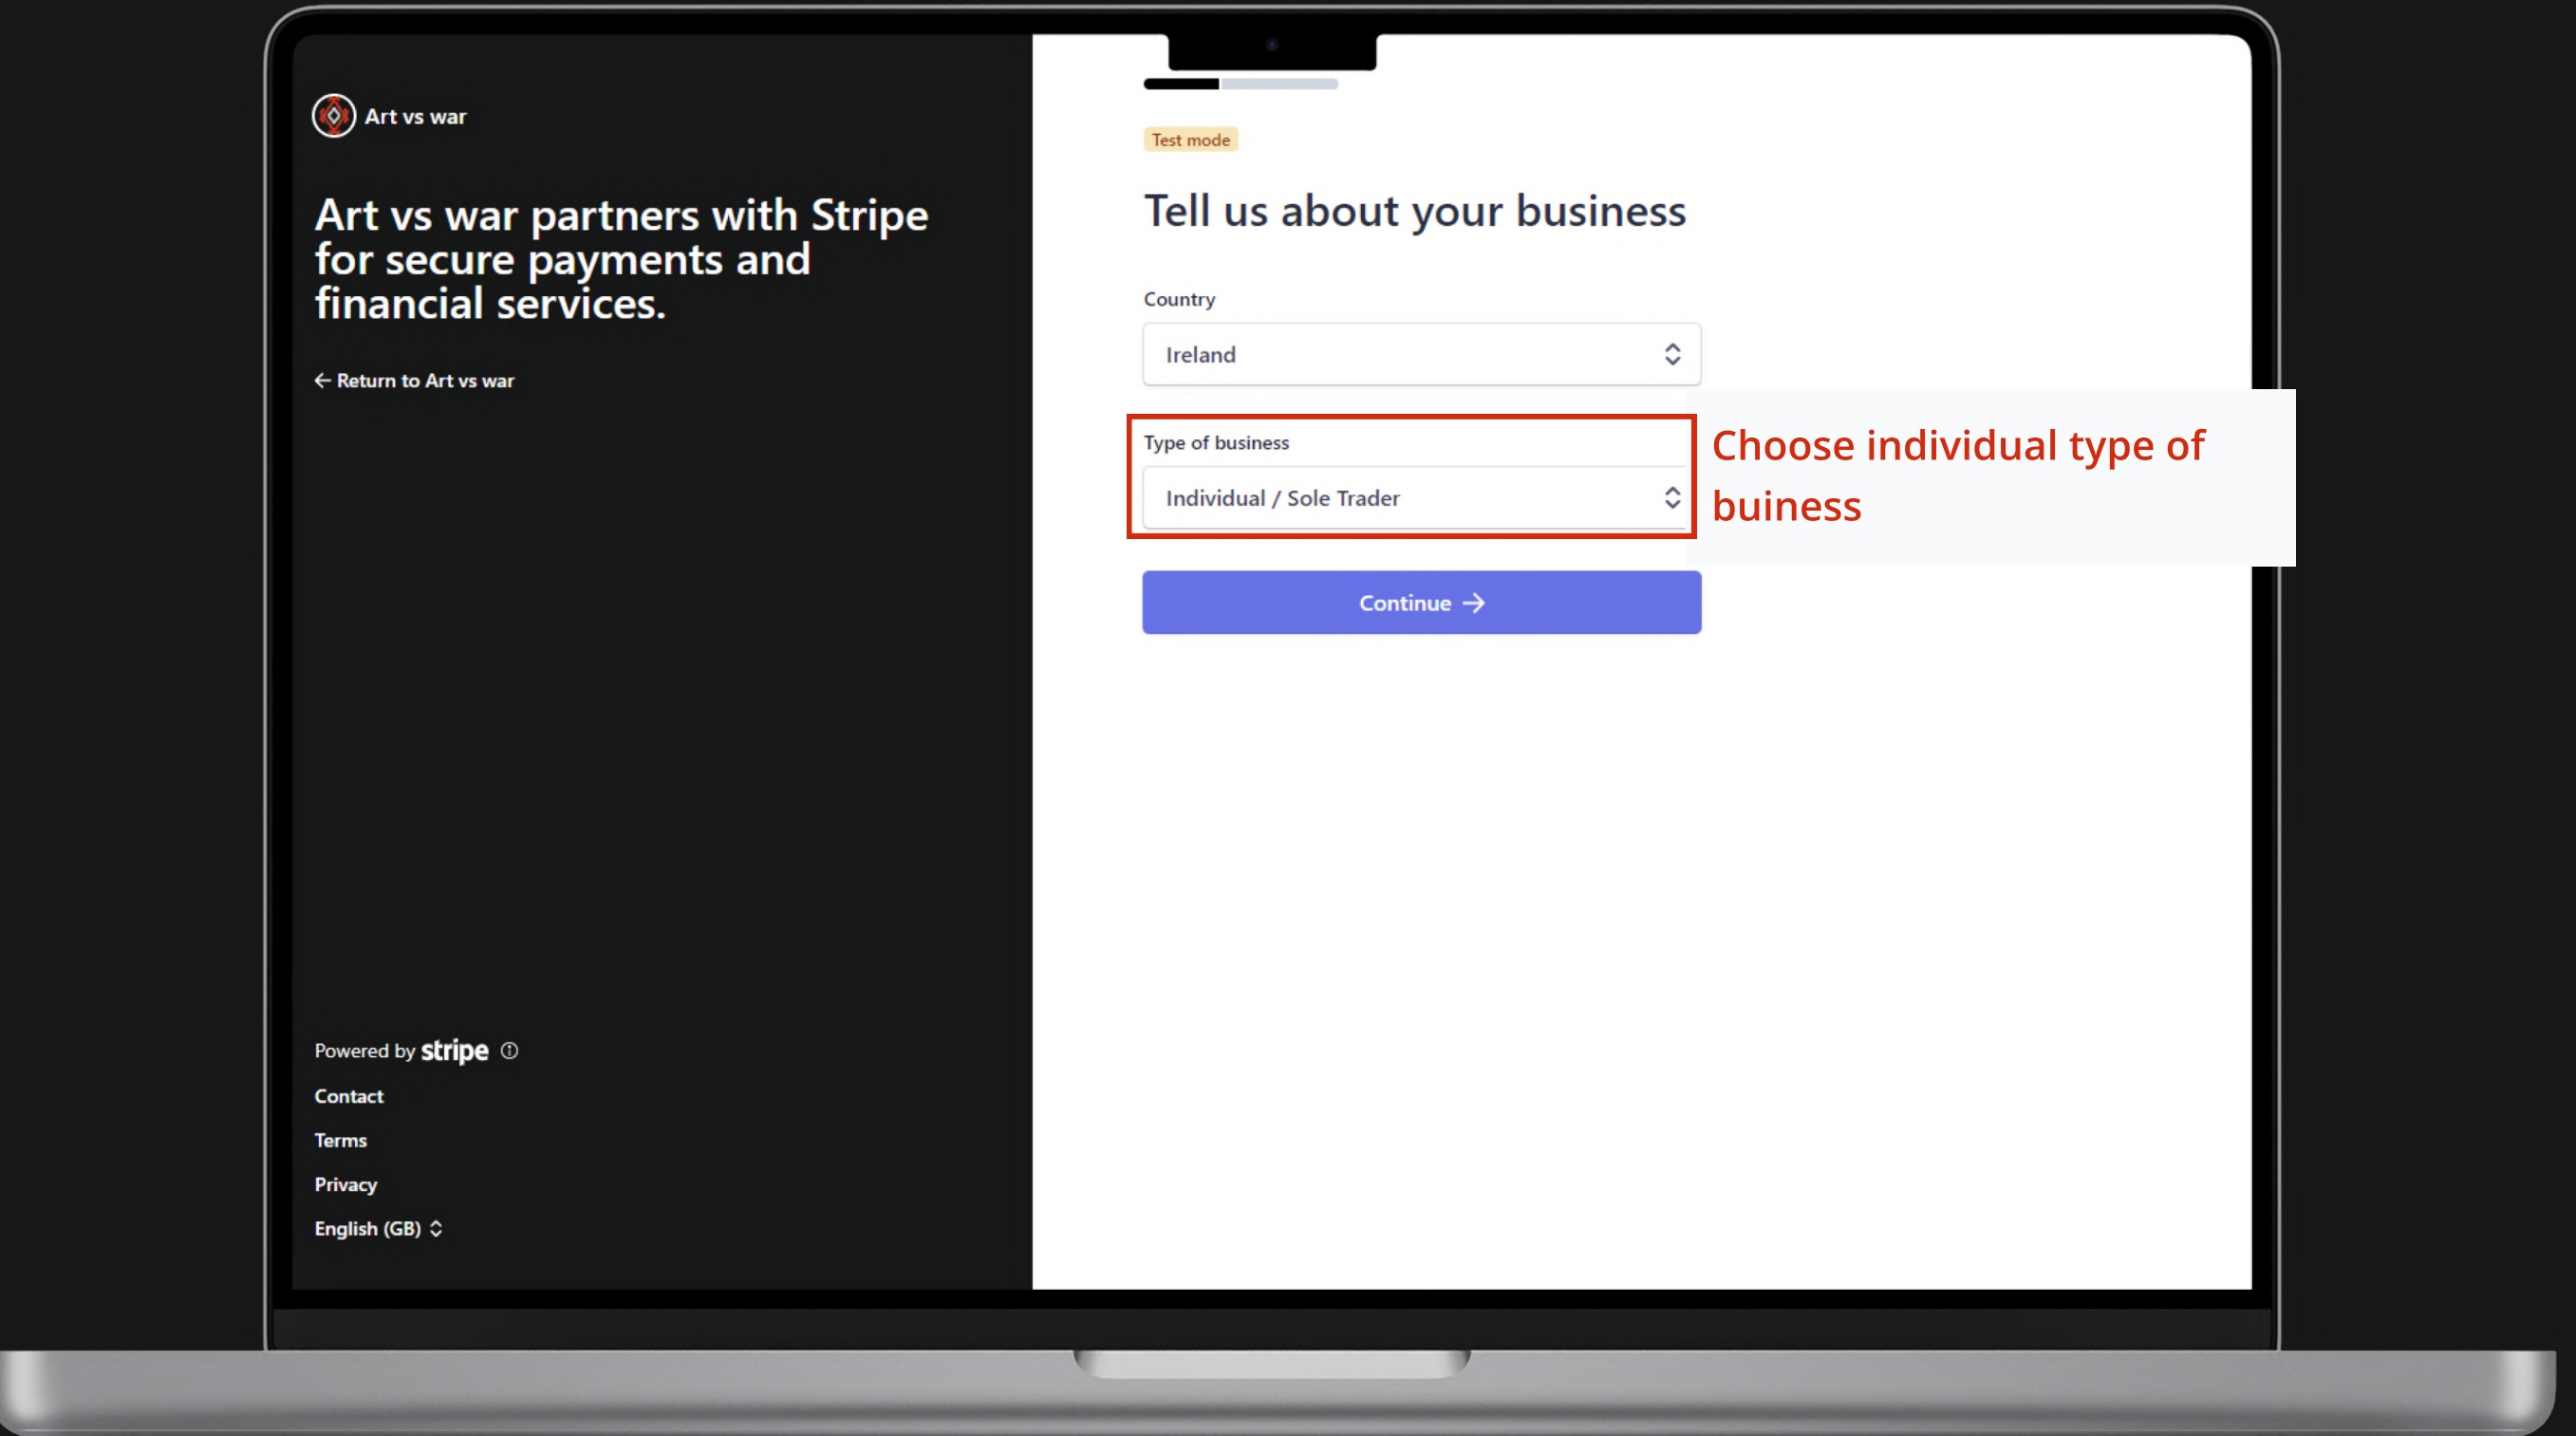 Art vs war
Art vs war partners with Stripe
for secure payments and
financial services.
← Return to Art vs war
Powered by stripe
Contact
Terms
Privacy
English (GB)
Test mode
Tell us about your business
Country
Ireland
Type of business
Individual / Sole Trader
Choose individual type of
buiness
Continue →